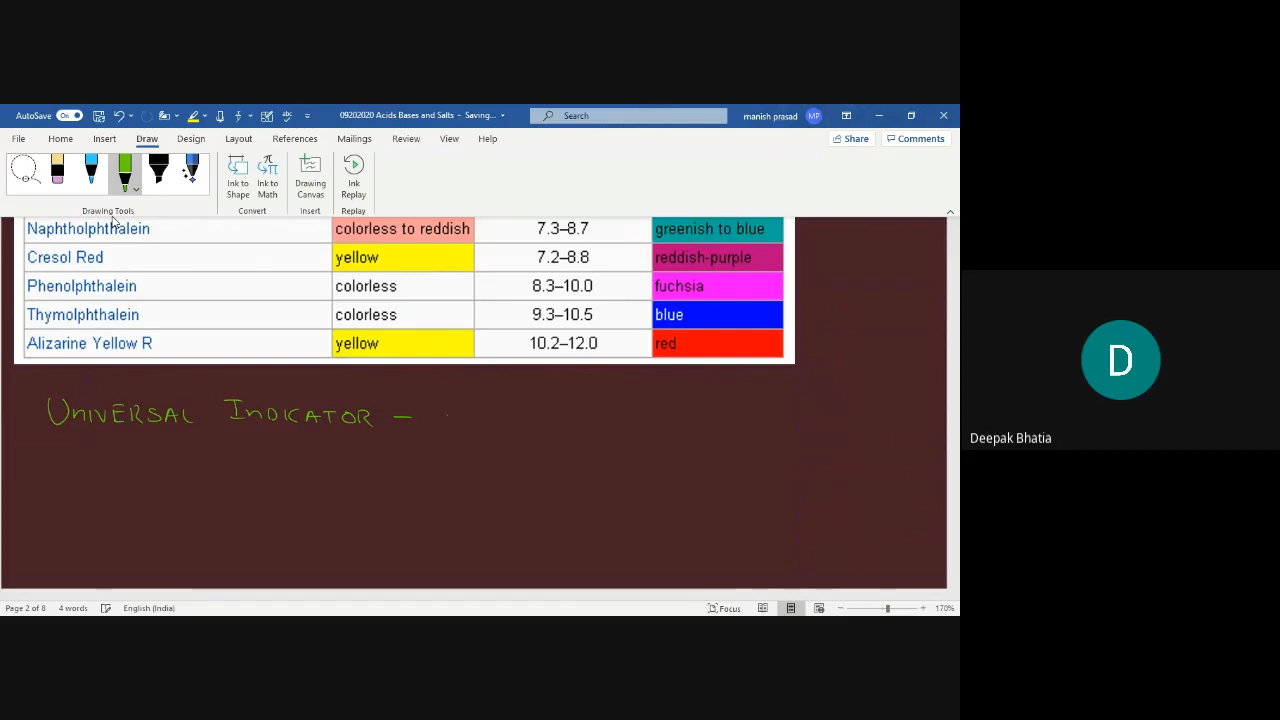 AutoSave On 09202020 Acids Bases and Salts - Saving... Search manish prasad MP
File Home Insert Draw Design Layout References Mailings Review View Help Share Comments
Ink to Shape Ink to Math Drawing Canvas Ink Replay
Drawing Tools Convert Insert Replay
Naphtholphthalein colorless to reddish 7.3–8.7 greenish to blue
Cresol Red yellow 7.2–8.8 reddish-purple
Phenolphthalein colorless 8.3–10.0 fuchsia
Thymolphthalein colorless 9.3–10.5 blue
Alizarine Yellow R yellow 10.2–12.0 red
UNIVERSAL INDICATOR –
Page 2 of 8 4 words English (India) Focus 170%
D
Deepak Bhatia